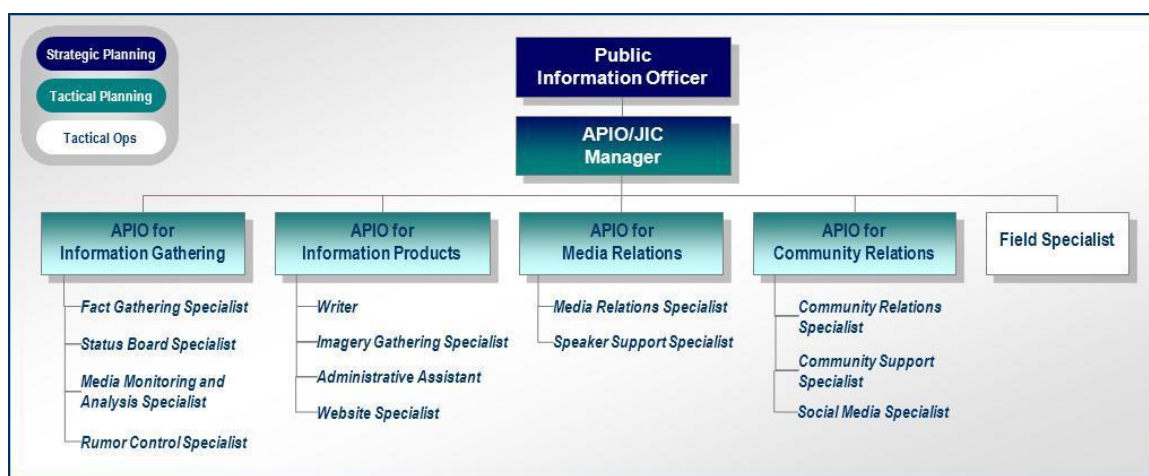 Strategic Planning
Tactical Planning
Tactical Ops
Public
Information Officer
APIO/JIC
Manager
APIO for
Information Gathering
APIO for
Information Products
APIO for
Media Relations
APIO for
Community Relations
Field Specialist
Fact Gathering Specialist
Status Board Specialist
Media Monitoring and
Analysis Specialist
Rumor Control Specialist
Writer
Imagery Gathering Specialist
Administrative Assistant
Website Specialist
Media Relations Specialist
Speaker Support Specialist
Community Relations
Specialist
Community Support
Specialist
Social Media Specialist